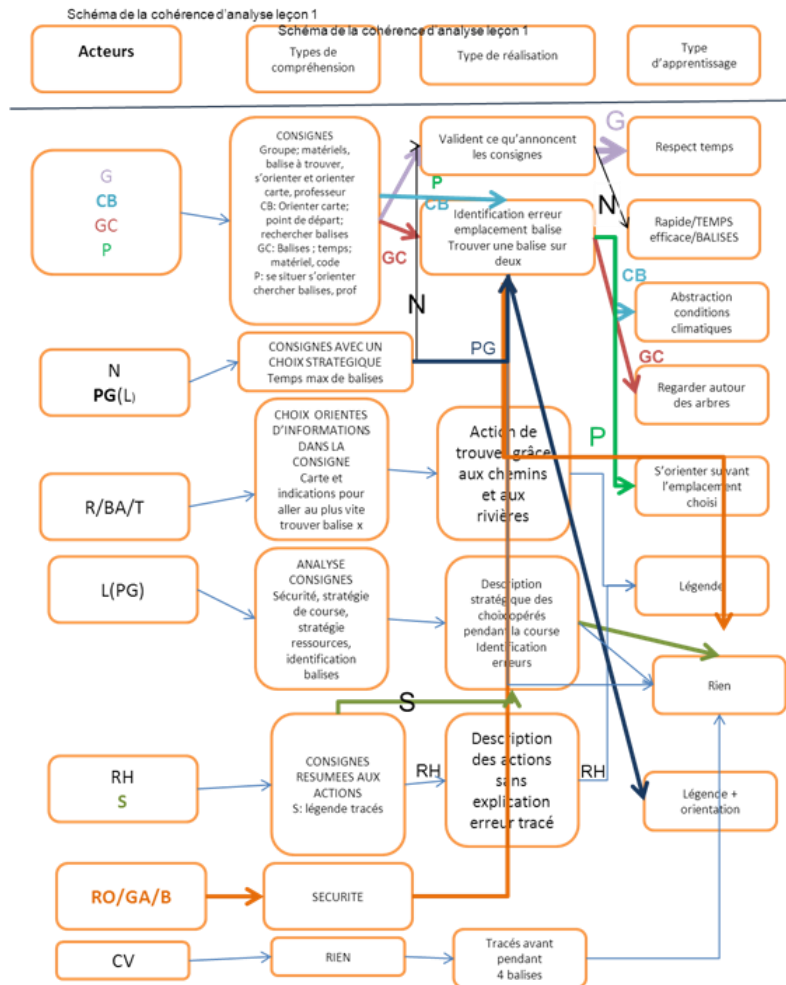 Schéma de la cohérence d'analyse leçon 1
Schéma de la cohérence d'analyse leçon 1
Acteurs
Types de
compréhension
Type de réalisation
Type
d'apprentissage
G
CB
GC
P
CONSIGNES
Groupe; matériels,
balise à trouver,
s'orienter et orienter
carte, professeur
CB: Orienter carte;
point de départ;
rechercher balises
GC: Balises ; temps;
matériel, code
P: se situer s'orienter
chercher balises, prof
Valident ce qu'annoncent
les consignes
G
Respect temps
P
CB
GC
N
Identification erreur
emplacement balise
Trouver une balise sur
deux
N
Rapide/TEMPS
efficace/BALISES
CB
Abstraction
conditions
climatiques
GC
Regarder autour
des arbres
P
S'orienter suivant
l'emplacement
choisi
N
PG(L)
CONSIGNES AVEC UN
CHOIX STRATEGIQUE
Temps max de balises
PG
R/BA/T
CHOIX ORIENTES
D'INFORMATIONS
DANS LA
CONSIGNE
Carte et
indications pour
aller au plus vite
trouver balise x
Action de
trouver grâce
aux chemins
et aux
rivières
Légende
L(PG)
ANALYSE
CONSIGNES
Sécurité, stratégie
de course,
stratégie
ressources,
identification
balises
Description
stratégique des
choix opérés
pendant la course
Identification
erreurs
Rien
S
RH
S
CONSIGNES
RESUMEES AUX
ACTIONS
S: légende tracés
RH
Description
des actions
sans
explication
erreur tracé
RH
Légende +
orientation
RO/GA/B
SECURITE
CV
RIEN
Tracés avant
pendant
4 balises